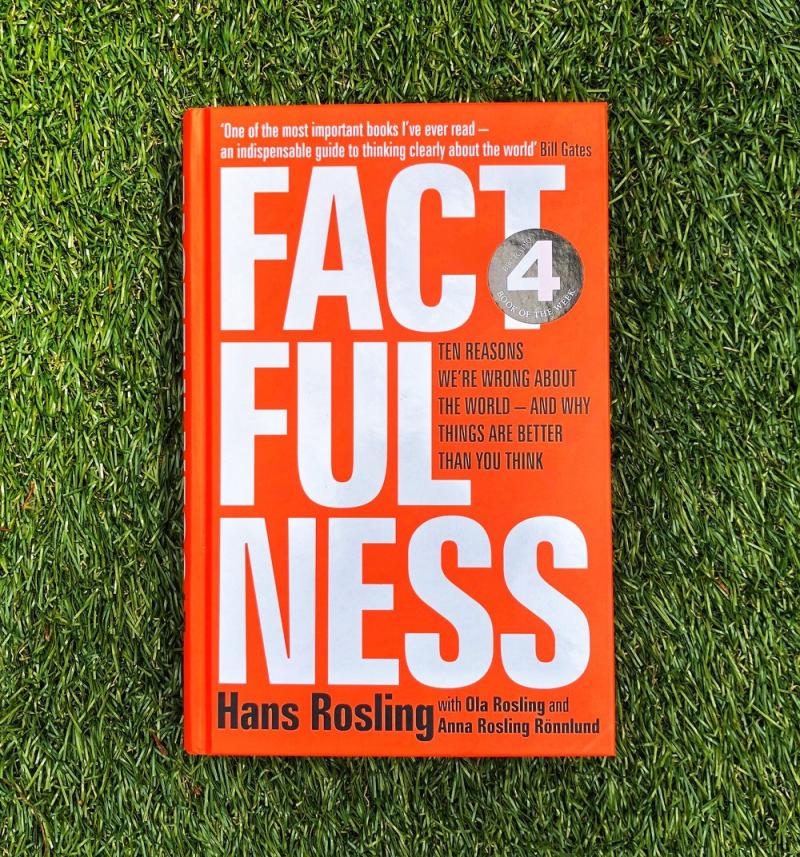 ‘One of the most important books I’ve ever read –
an indispensable guide to thinking clearly about the world’ Bill Gates
FACT
4
BOOK OF THE WEEK
FUL
TEN REASONS
WE’RE WRONG ABOUT
THE WORLD – AND WHY
THINGS ARE BETTER
THAN YOU THINK
NESS
Hans Rosling with Ola Rosling and
Anna Rosling Rönnlund